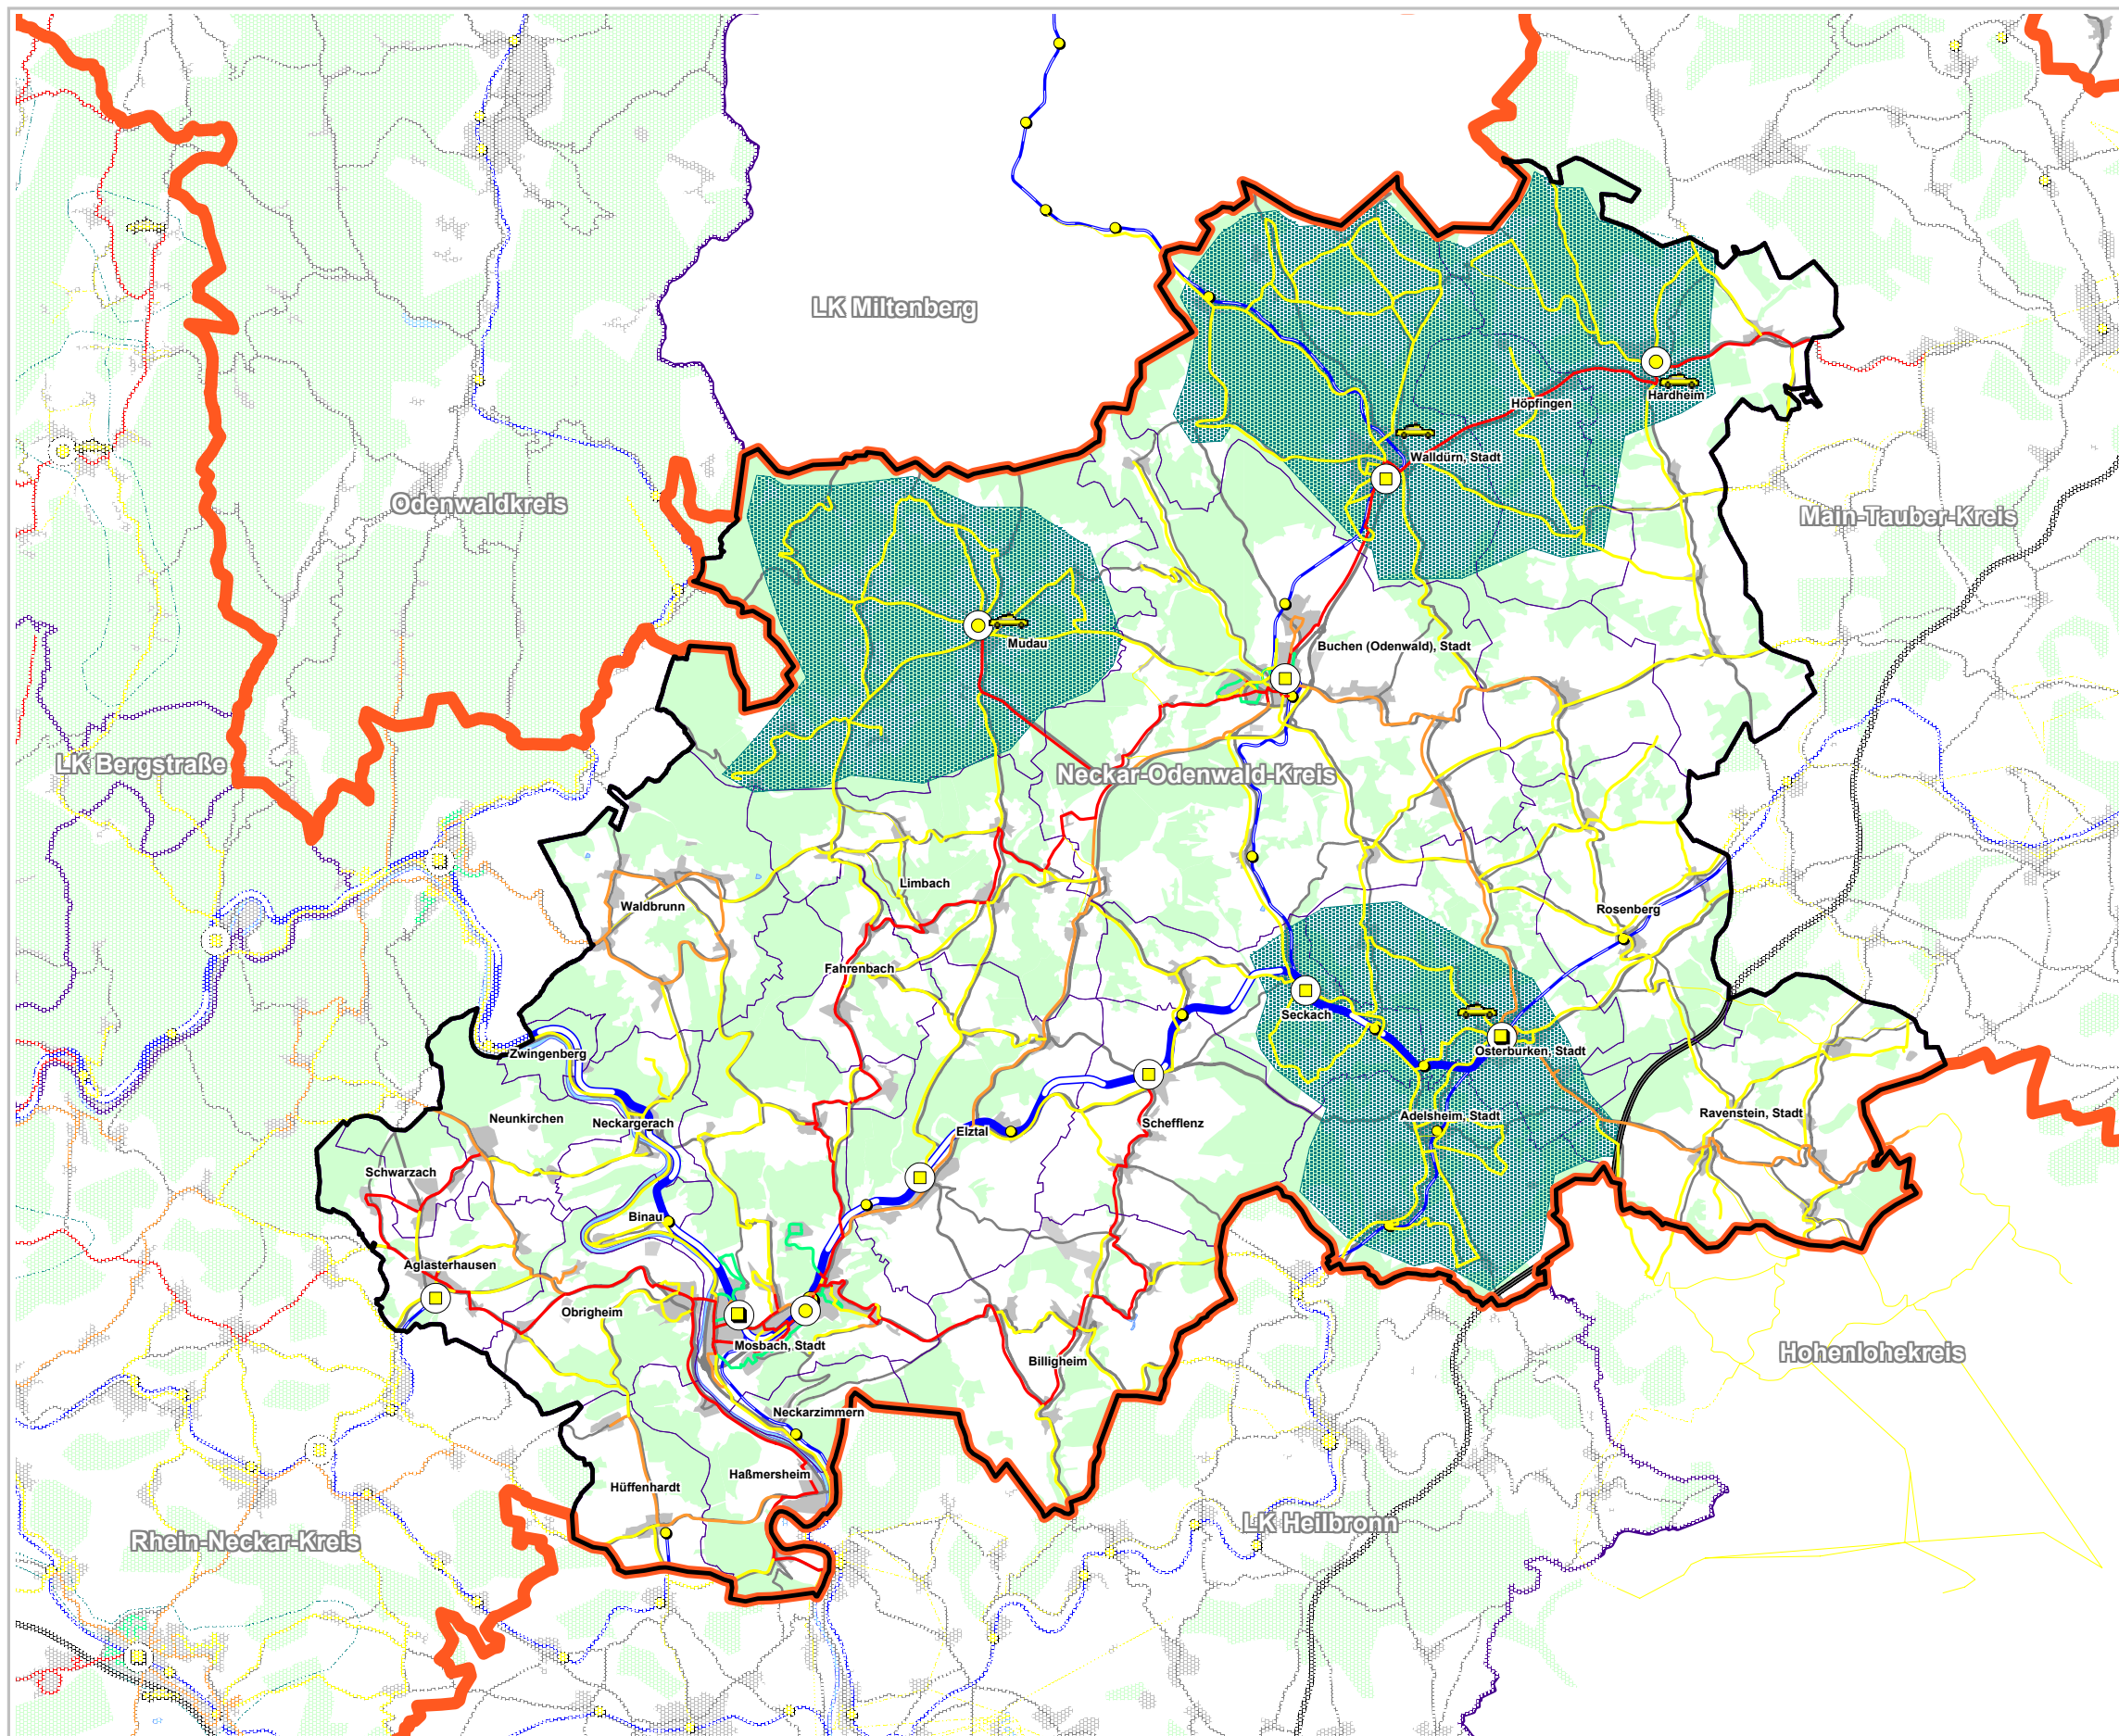 LK Miltenberg
Hardheim
Höpfingen
Walldürn, Stadt
Odenwaldkreis
Main-Tauber-Kreis
Mudau
Buchen (Odenwald), Stadt
LK Bergstraße
Neckar-Odenwald-Kreis
Limbach
Waldbrunn
Rosenberg
Fahrenbach
Seckach
Zwingenberg
Osterburken, Stadt
Neunkirchen
Neckargerach
Elztal
Schefflenz
Adelsheim, Stadt
Ravenstein, Stadt
Schwarzach
Binau
Aglasterhausen
Obrigheim
Mosbach, Stadt
Billigheim
Hohenlohekreis
Neckarzimmern
Haßmersheim
Hüffenhardt
LK Heilbronn
Rhein-Neckar-Kreis